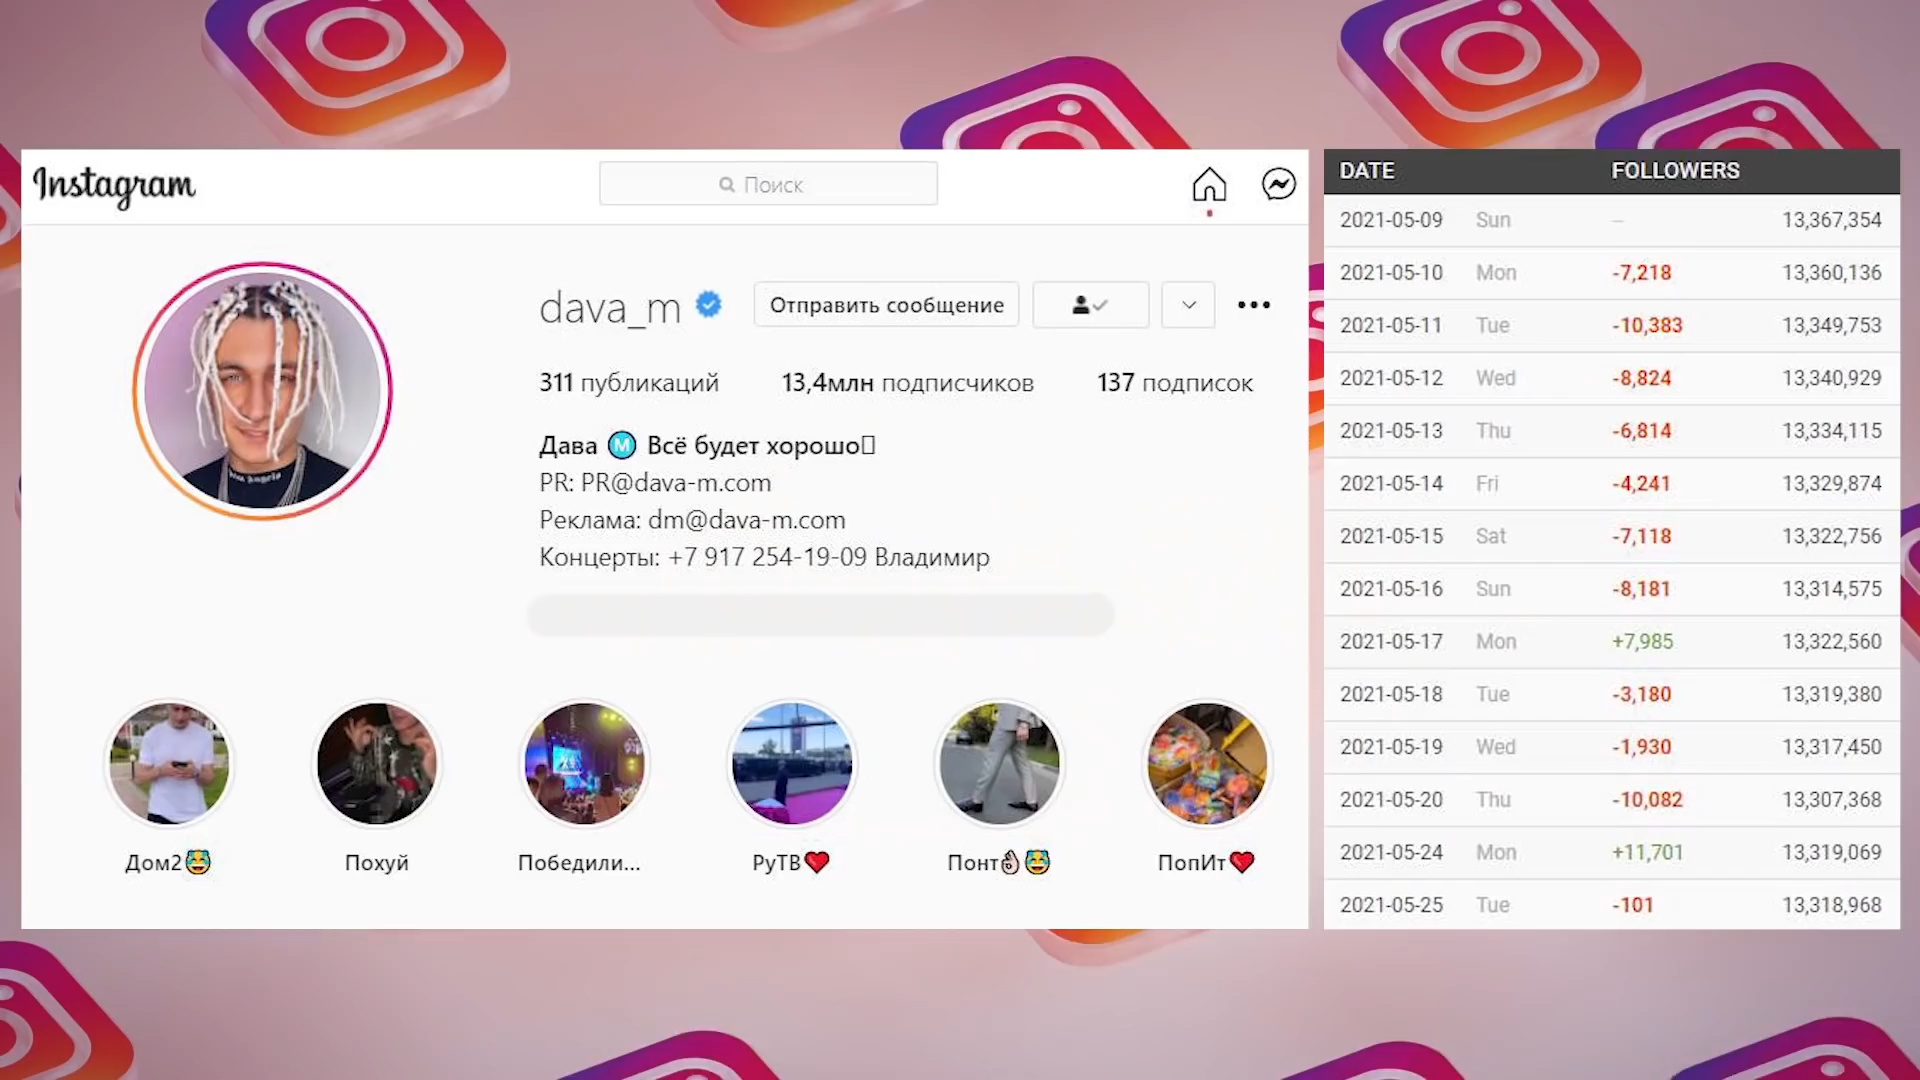 Instagram
Поиск
dava_m
Отправить сообщение
311 публикаций 13,4млн подписчиков 137 подписок
Дава Ⓜ️ Всё будет хорошо
PR: PR@dava-m.com
Реклама: dm@dava-m.com
Концерты: +7 917 254-19-09 Владимир
Дом2😹
Похуй
Победили...
РуТВ❤️
Понт👌🏻😹
ПопИт❤️
DATE FOLLOWERS
2021-05-09 Sun – 13,367,354
2021-05-10 Mon -7,218 13,360,136
2021-05-11 Tue -10,383 13,349,753
2021-05-12 Wed -8,824 13,340,929
2021-05-13 Thu -6,814 13,334,115
2021-05-14 Fri -4,241 13,329,874
2021-05-15 Sat -7,118 13,322,756
2021-05-16 Sun -8,181 13,314,575
2021-05-17 Mon +7,985 13,322,560
2021-05-18 Tue -3,180 13,319,380
2021-05-19 Wed -1,930 13,317,450
2021-05-20 Thu -10,082 13,307,368
2021-05-24 Mon +11,701 13,319,069
2021-05-25 Tue -101 13,318,968